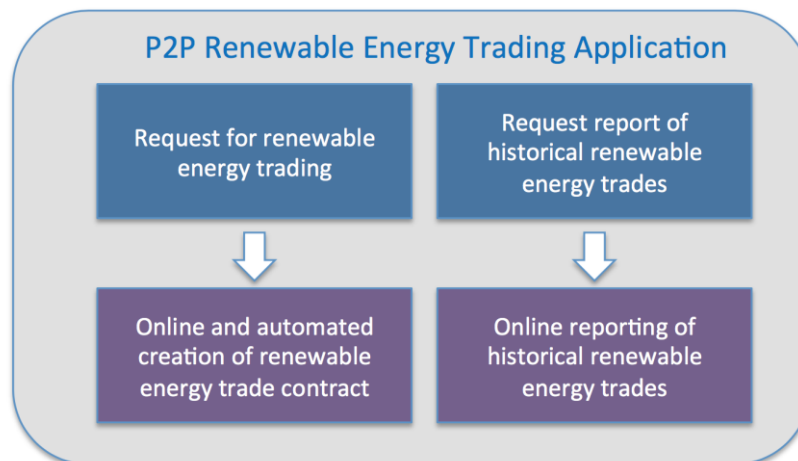 P2P Renewable Energy Trading Application
Request for renewable
energy trading
Request report of
historical renewable
energy trades
Online and automated
creation of renewable
energy trade contract
Online reporting of
historical renewable
energy trades